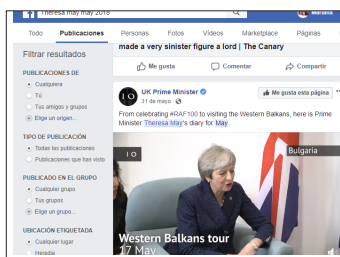 Theresa May may 2018
Mariana
Todo Publicaciones Personas Fotos Vídeos Marketplace Páginas
Filtrar resultados
PUBLICACIONES DE
Cualquiera
Tú
Tus amigos y grupos
Elige un origen...
TIPO DE PUBLICACIÓN
Todas las publicaciones
Publicaciones que has visto
PUBLICADO EN EL GRUPO
Cualquier grupo
Tus grupos
Elige un grupo...
UBICACIÓN ETIQUETADA
Cualquier lugar
Heredia
made a very sinister figure a lord | The Canary
Me gusta Comentar Compartir
UK Prime Minister
Me gusta esta página
31 de mayo
From celebrating #RAF100 to visiting the Western Balkans, here is Prime
Minister Theresa May's diary for May.
10
Bulgaria
Western Balkans tour
17 May